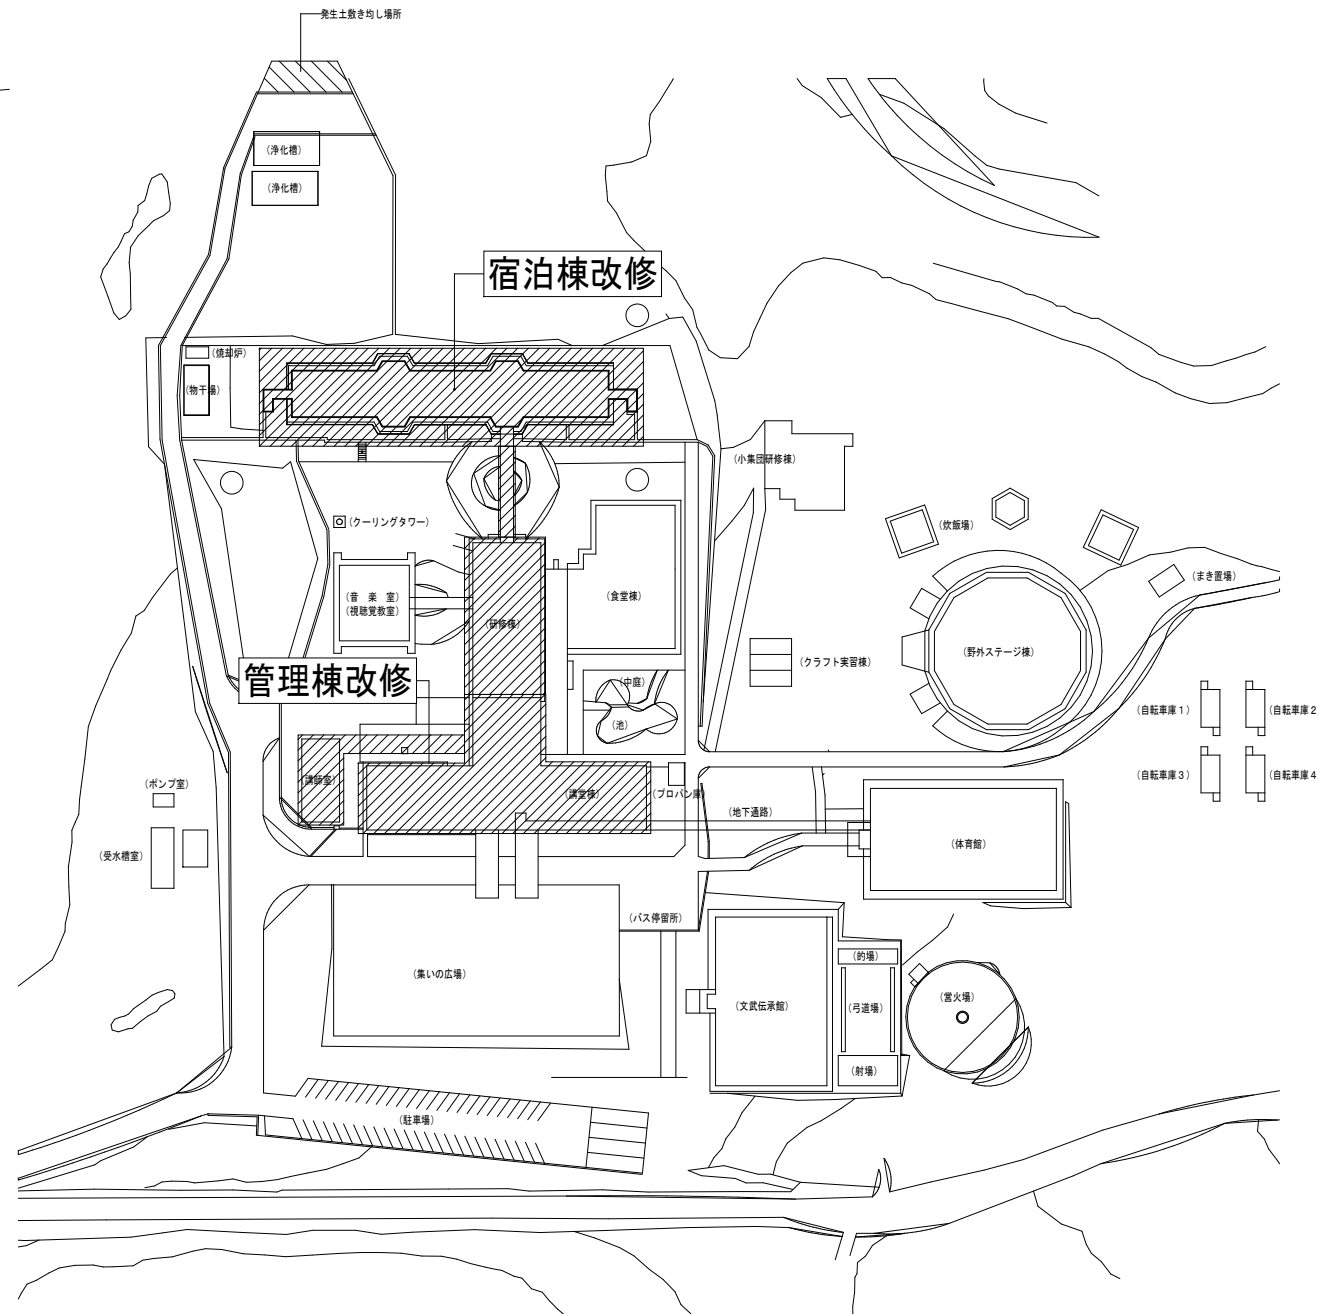 発生土敷き均し場所
(浄化槽)
(浄化槽)
宿泊棟改修
(焼却炉)
(物干場)
(小集団研修棟)
(クーリングタワー)
(炊飯場)
(まき置場)
(音　楽　室)
(視聴覚教室)
(食堂棟)
(研修棟)
(野外ステージ棟)
(クラフト実習棟)
管理棟改修
(中庭)
(池)
(自転車庫1)
(自転車庫2
(講師室)
(ポンプ室)
(講堂棟)
(プロパン庫)
(自転車庫3)
(自転車庫4
(地下通路)
(受水槽室)
(体育館)
(バス停留所)
(集いの広場)
(的場)
(文武伝承館)
(弓道場)
(営火場)
(射場)
(駐車場)